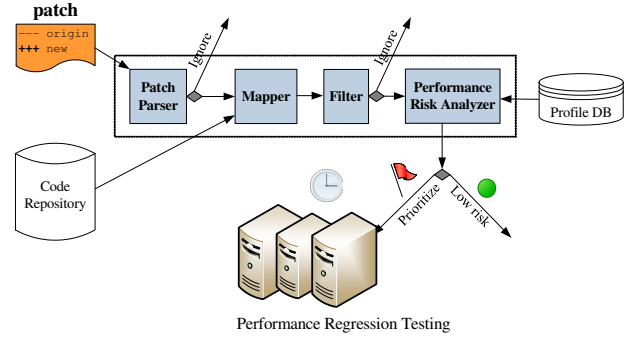 patch
--- origin
+++ new
Ignore
Ignore
Patch
Parser
Mapper
Filter
Performance
Risk Analyzer
Profile DB
Code
Repository
Prioritize
Low risk
Performance Regression Testing